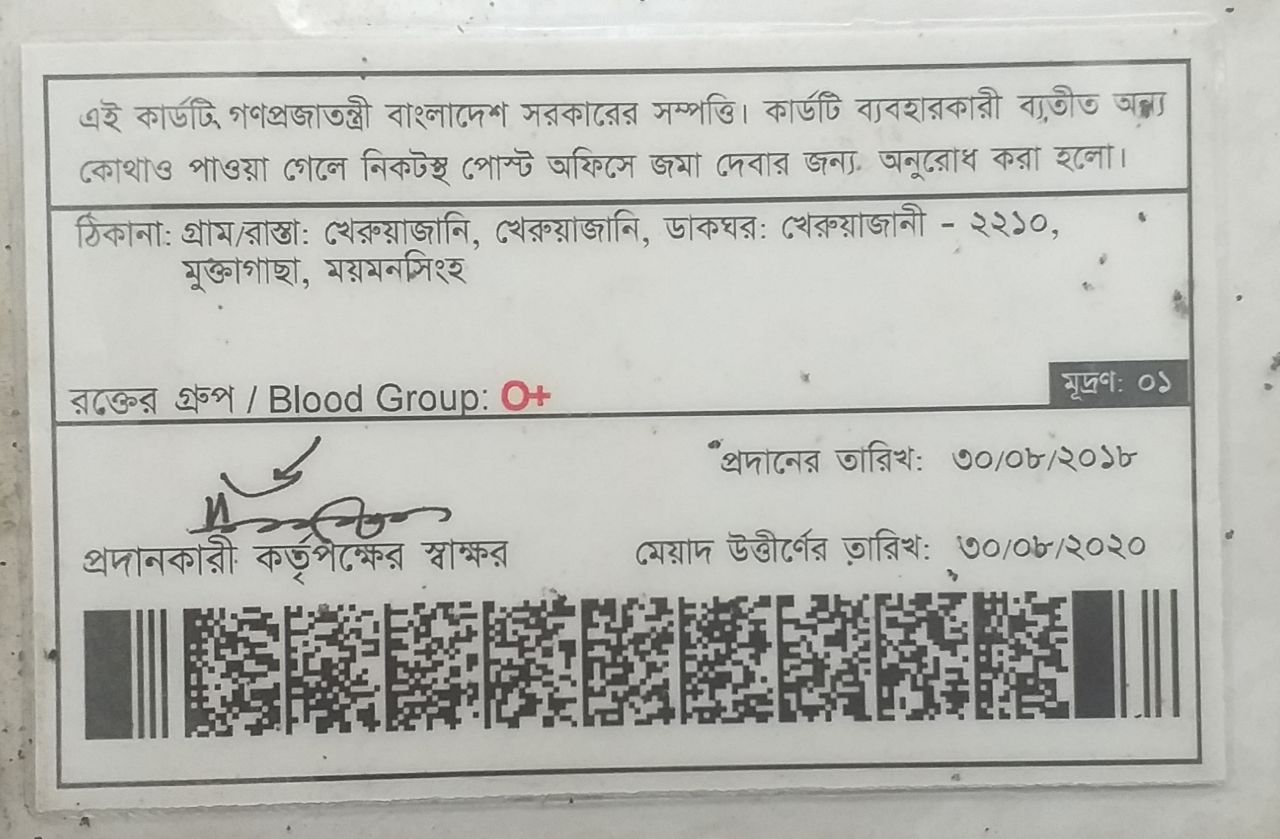 এই কার্ডটি গণপ্রজাতন্ত্রী বাংলাদেশ সরকারের সম্পত্তি। কার্ডটি ব্যবহারকারী ব্যতীত অন্য
কোথাও পাওয়া গেলে নিকটস্থ পোস্ট অফিসে জমা দেবার জন্য অনুরোধ করা হলো।
ঠিকানা: গ্রাম/রাস্তা: খেরুয়াজানি, খেরুয়াজানি, ডাকঘর: খেরুয়াজানী - ২২১০,
মুক্তাগাছা, ময়মনসিংহ
রক্তের গ্রুপ / Blood Group: O+
মূদ্রণ: ০১
প্রদানের তারিখ: ৩০/০৮/২০১৮
প্রদানকারী কর্তৃপক্ষের স্বাক্ষর
মেয়াদ উত্তীর্ণের তারিখ: ৩০/০৮/২০২০